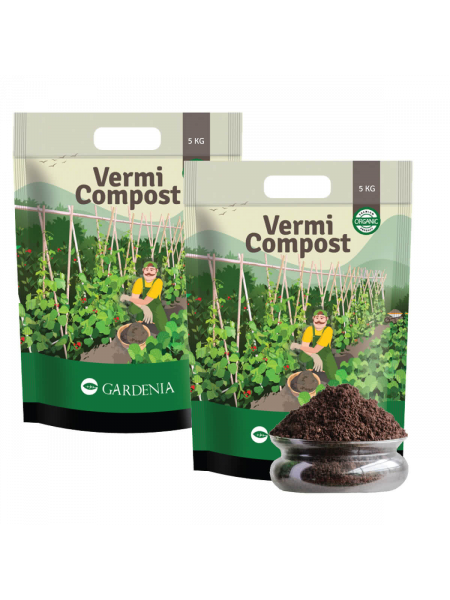 5 KG
Vermi
Compost
GARDENIA
5 KG
ORGANIC
Vermi
Compost